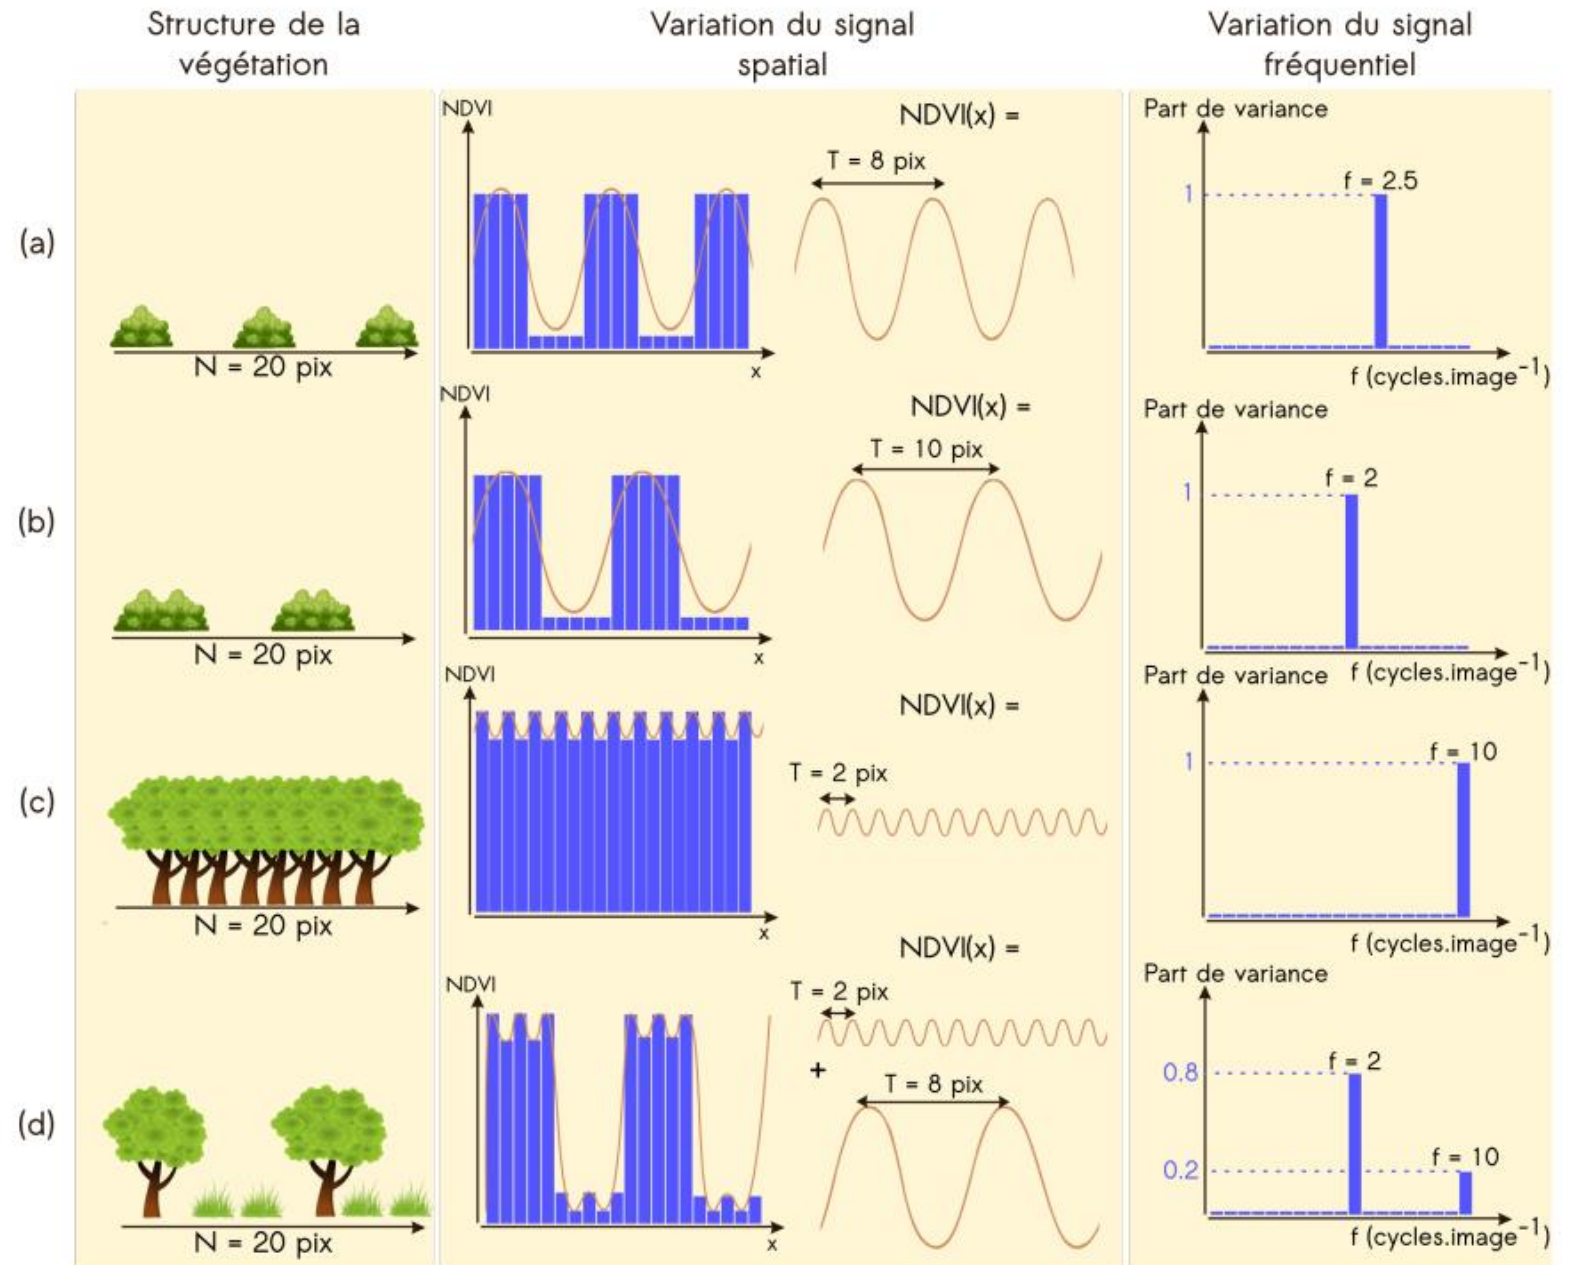 Structure de la
végétation
Variation du signal
spatial
Variation du signal
fréquentiel
(a)
N = 20 pix
NDVI
x
NDVI(x) =
T = 8 pix
Part de variance
1
f = 2.5
f (cycles.image-1)
(b)
N = 20 pix
NDVI
x
NDVI(x) =
T = 10 pix
Part de variance
1
f = 2
f (cycles.image-1)
(c)
N = 20 pix
NDVI
x
NDVI(x) =
T = 2 pix
Part de variance
1
f = 10
f (cycles.image-1)
(d)
N = 20 pix
NDVI
x
NDVI(x) =
T = 2 pix
+
T = 8 pix
Part de variance
0.8
f = 2
0.2
f = 10
f (cycles.image-1)